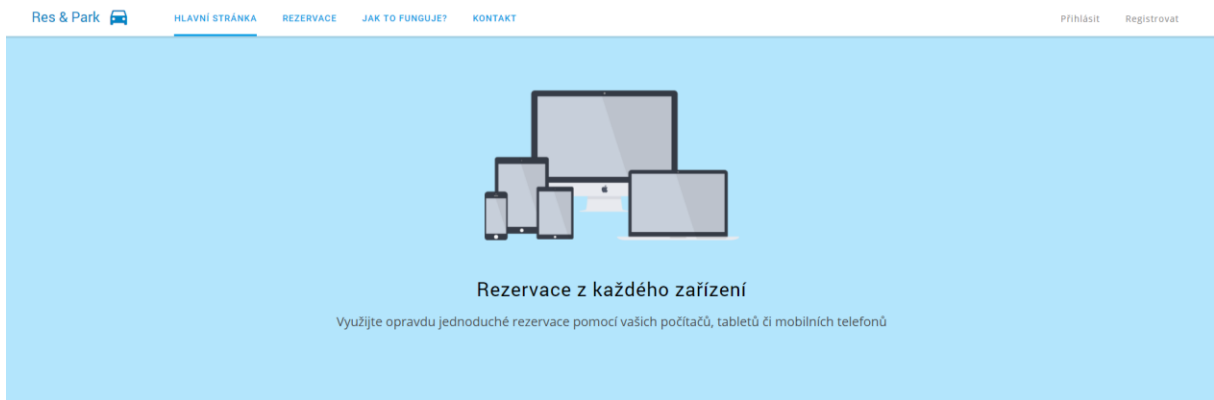 Res & Park
HLAVNÍ STRÁNKA REZERVACE JAK TO FUNGUJE? KONTAKT
Přihlásit Registrovat
Rezervace z každého zařízení
Využijte opravdu jednoduché rezervace pomocí vašich počítačů, tabletů či mobilních telefonů